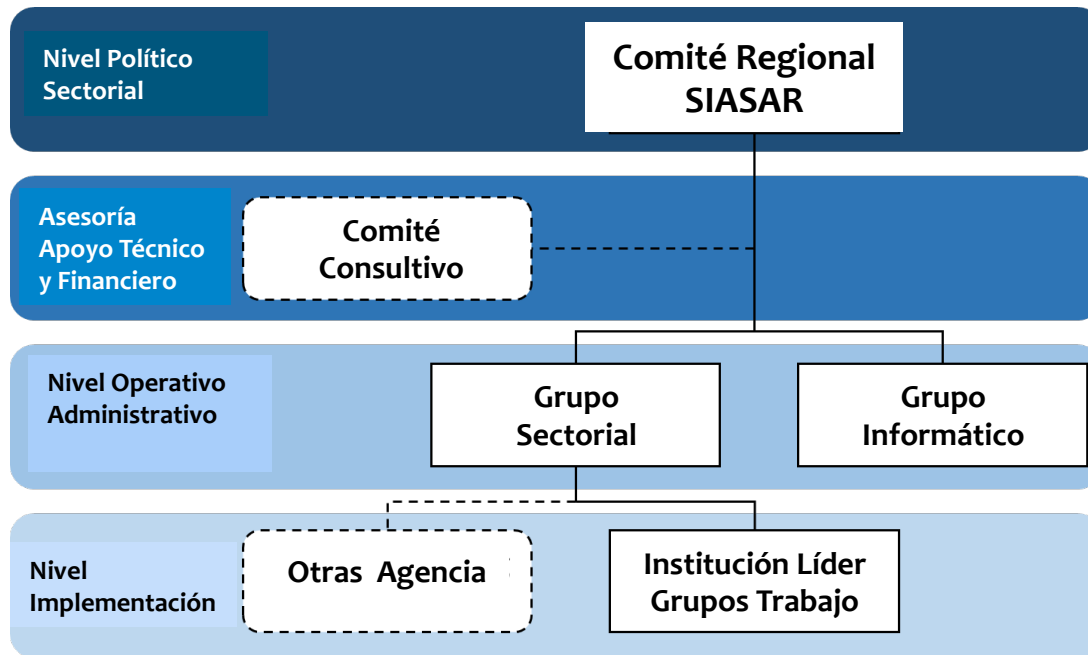 Nivel Político
Sectorial
Comité Regional
SIASAR
Asesoría
Apoyo Técnico
y Financiero
Comité
Consultivo
Nivel Operativo
Administrativo
Grupo
Sectorial
Grupo
Informático
Nivel
Implementación
Otras Agencia
Institución Líder
Grupos Trabajo